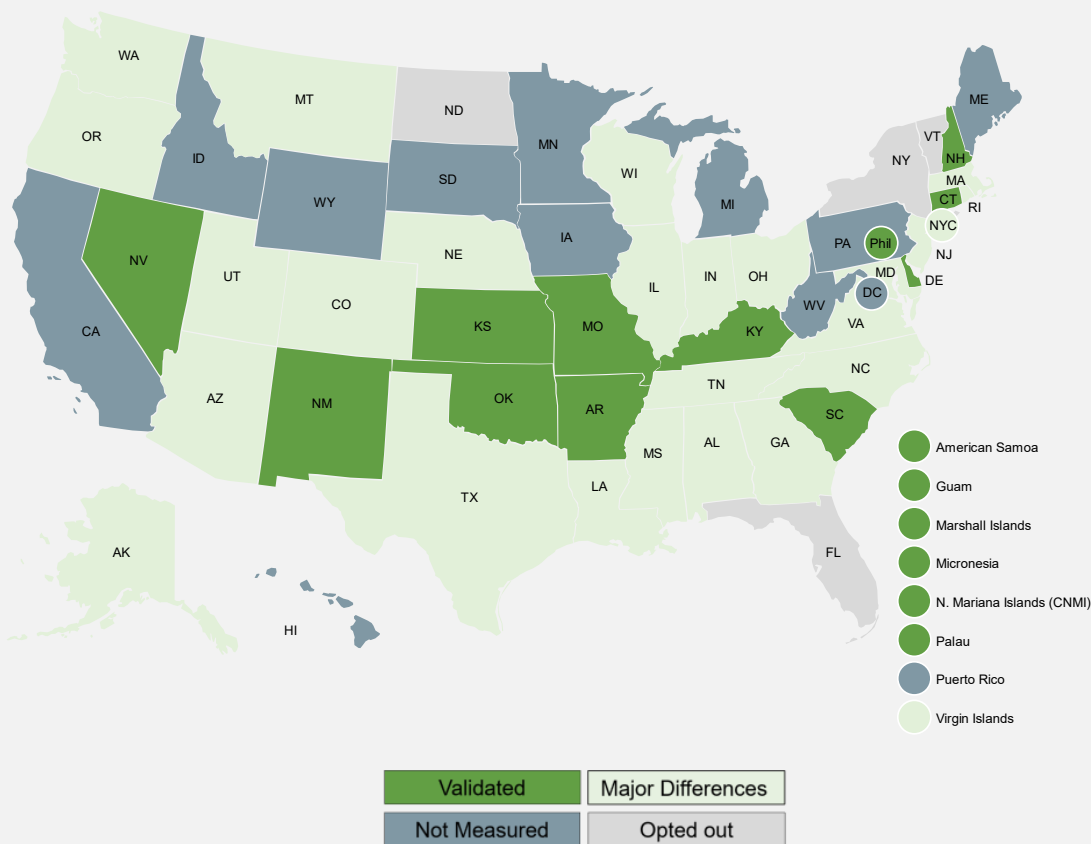 WA
MT
ND
MN
ME
OR
ID
SD
WI
VT
NH
NY
MA
WY
MI
CT
RI
NYC
IA
PA
Phil
NE
NJ
NV
UT
IL
IN
OH
MD
DE
DC
CO
WV
CA
KS
MO
KY
VA
NC
AZ
NM
OK
AR
TN
SC
MS
AL
GA
American Samoa
LA
Guam
TX
Marshall Islands
AK
FL
Micronesia
N. Mariana Islands (CNMI)
HI
Palau
Puerto Rico
Virgin Islands
Validated
Major Differences
Not Measured
Opted out